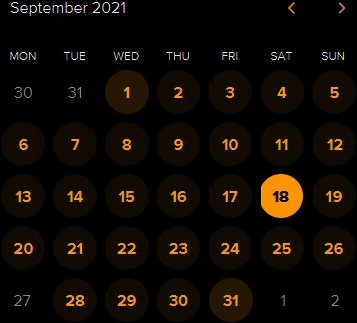 September 2021
MON TUE WED THU FRI SAT SUN
30 31 1 2 3 4 5
6 7 8 9 10 11 12
13 14 15 16 17 18 19
20 21 22 23 24 25 26
27 28 29 30 31 1 2